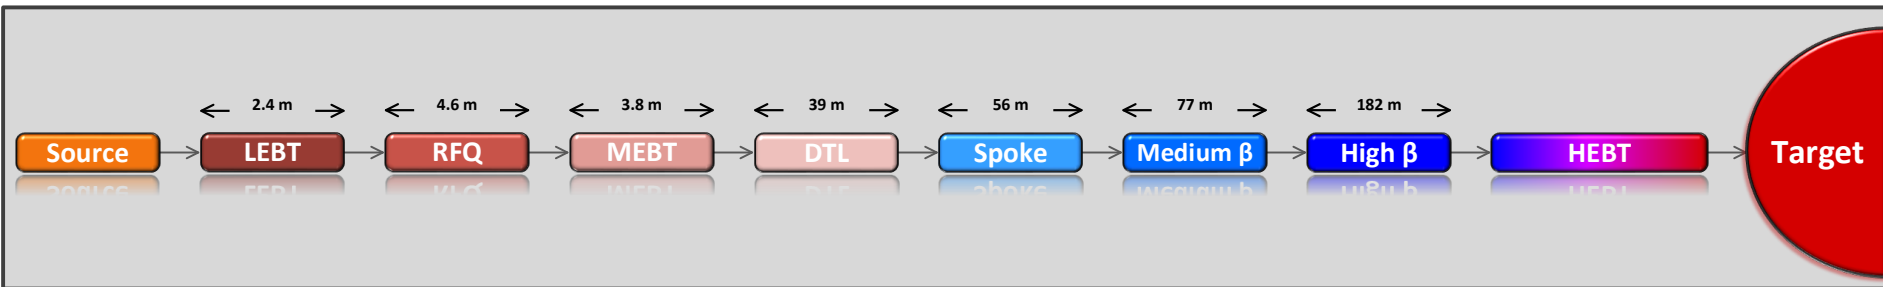 2.4 m 4.6 m 3.8 m 39 m 56 m 77 m 182 m
Source LEBT RFQ MEBT DTL Spoke Medium β High β HEBT Target